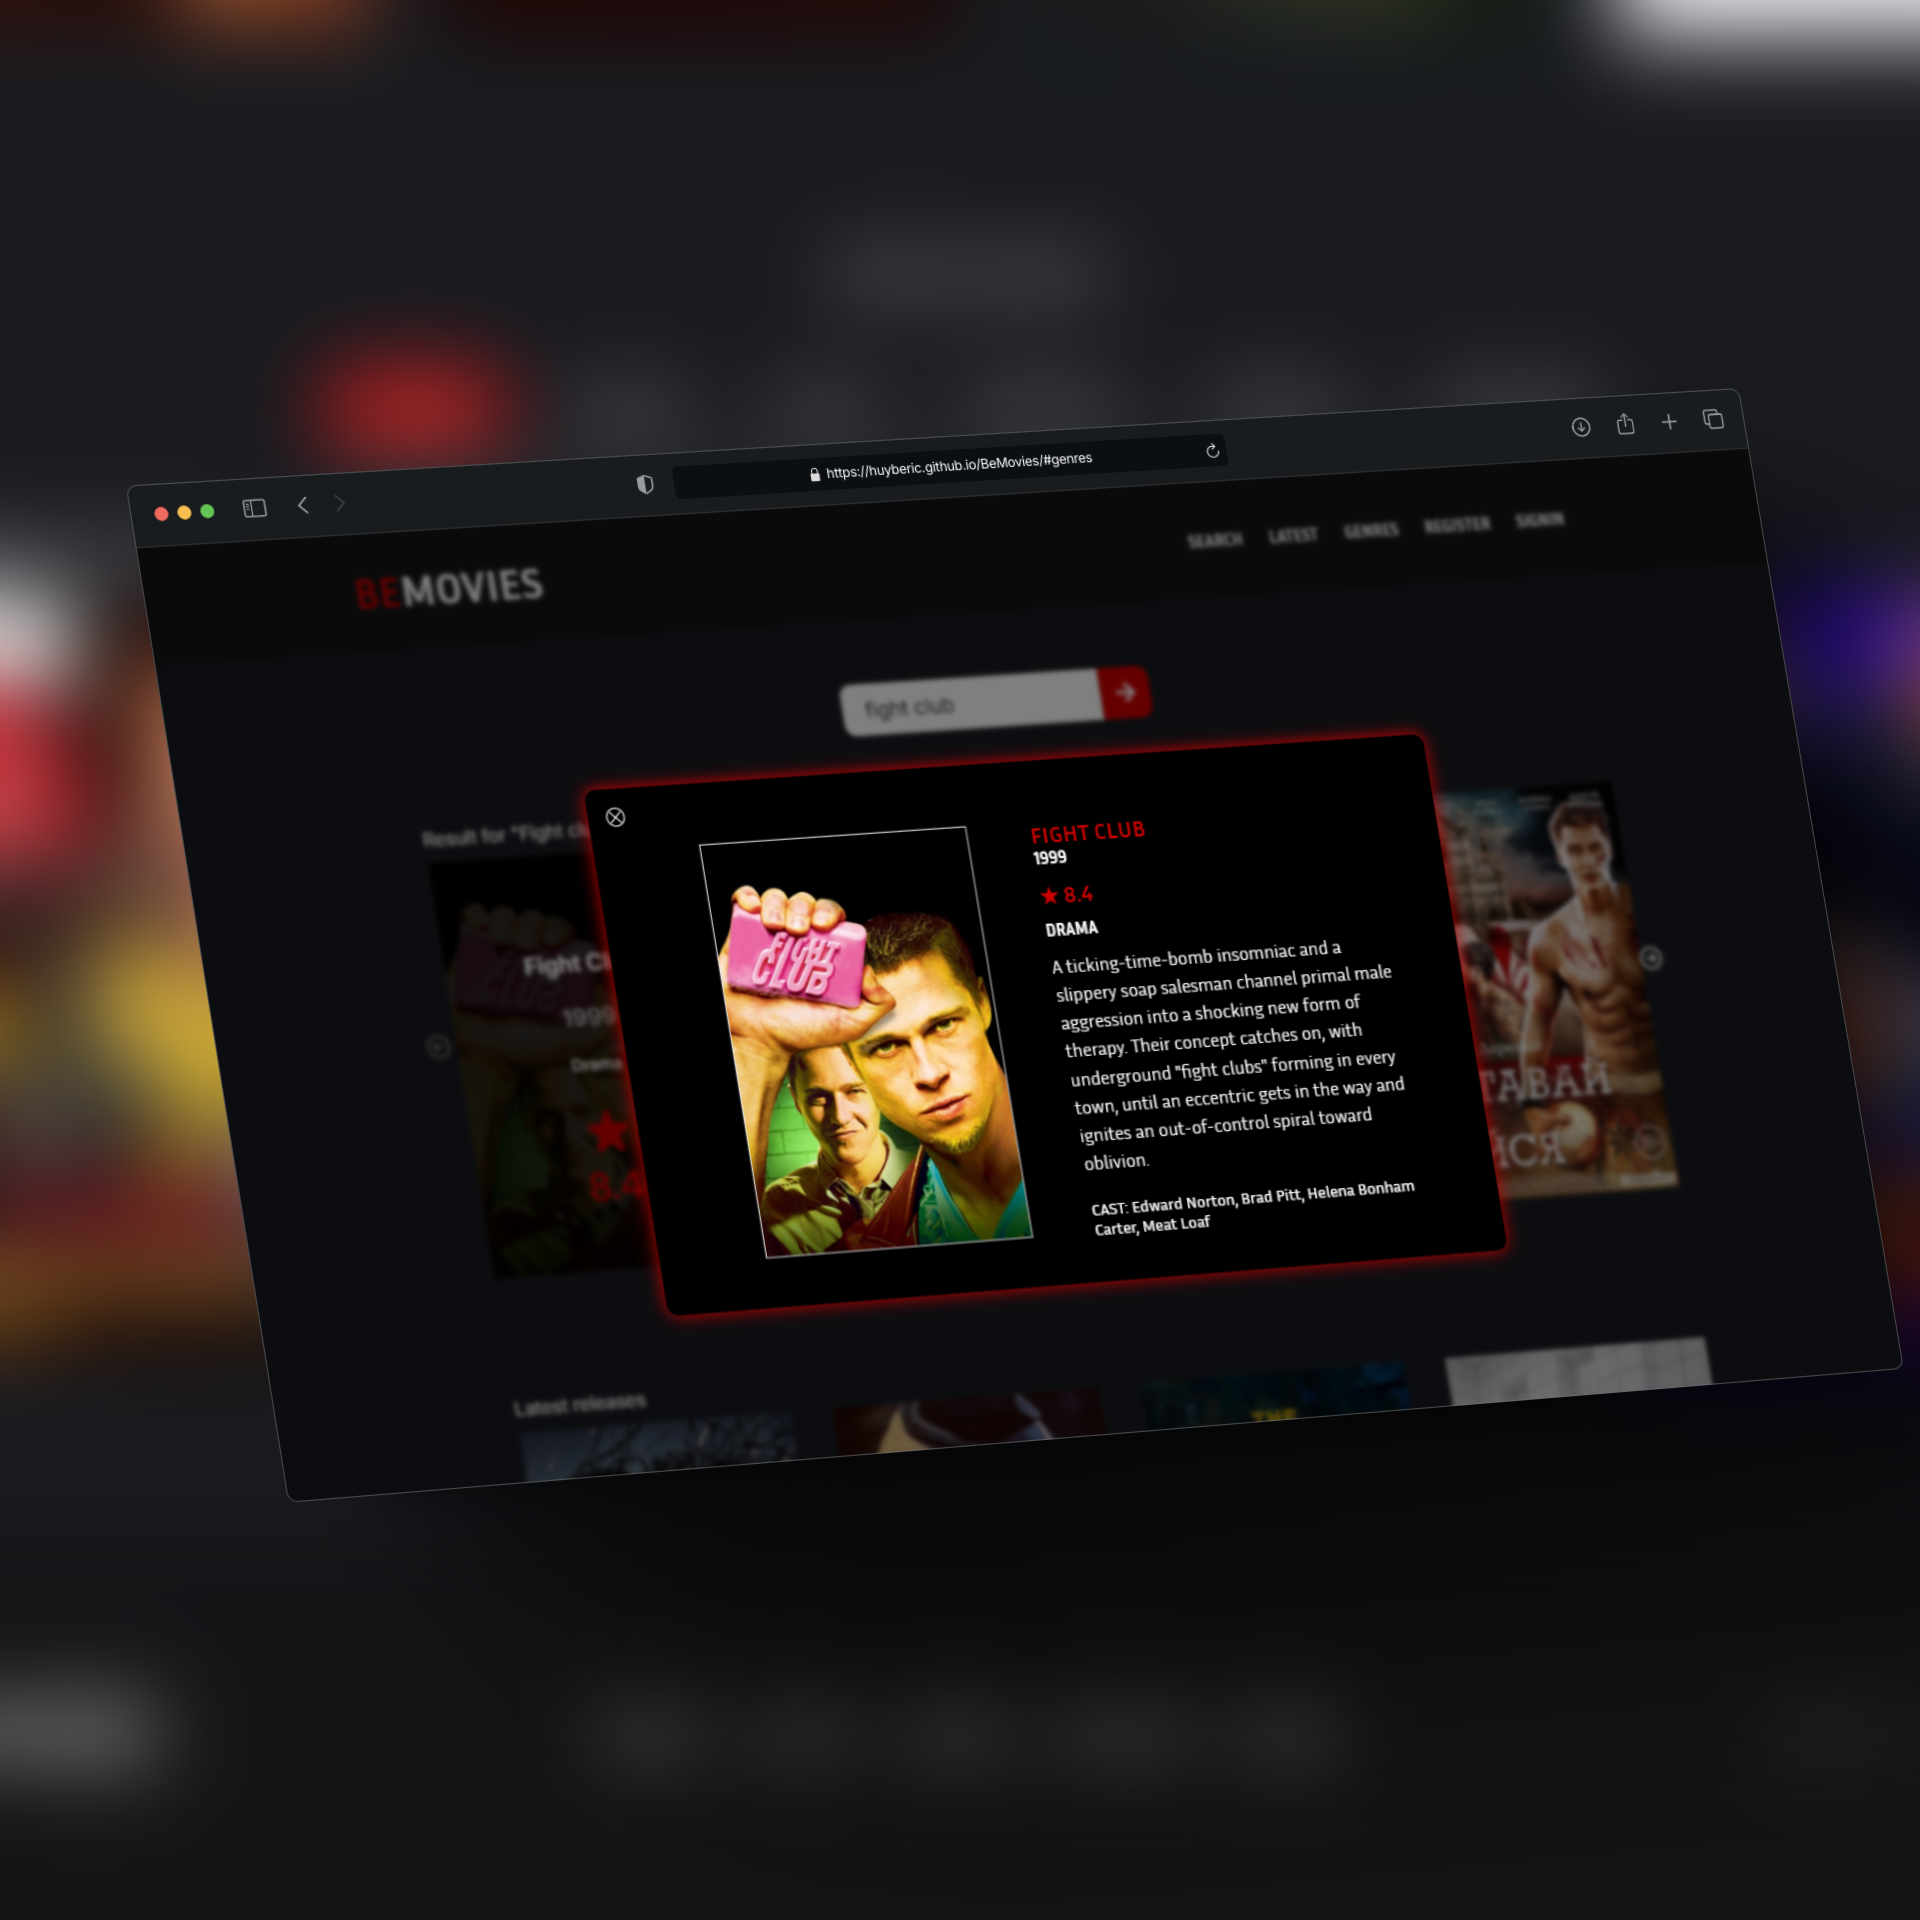 https://huyberic.github.io/BeMovies/#genres
SEARCH LATEST GENRES REGISTER SIGNIN
BEMOVIES
fight club
Result for "Fight
Fight
1999
Drama
8.4
FIGHT
CLUB
FIGHT CLUB
1999
8.4
DRAMA
A ticking-time-bomb insomniac and a
slippery soap salesman channel primal male
aggression into a shocking new form of
therapy. Their concept catches on, with
underground "fight clubs" forming in every
town, until an eccentric gets in the way and
ignites an out-of-control spiral toward
oblivion.
CAST: Edward Norton, Brad Pitt, Helena Bonham
Carter, Meat Loaf
ТАВАЙ
ЙСЯ
Latest releases
THE